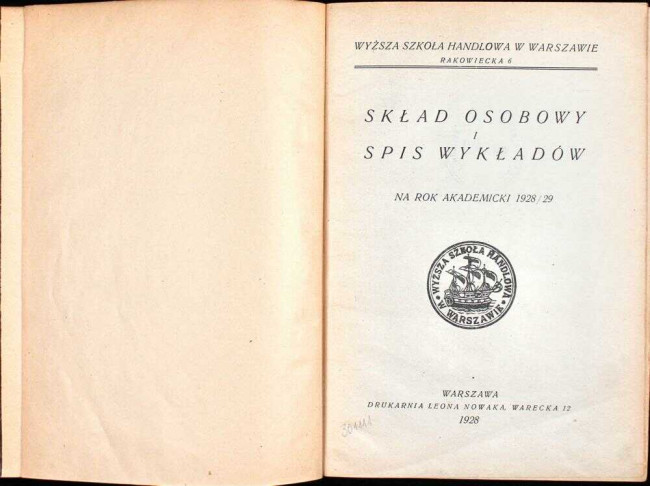 WYŻSZA SZKOŁA HANDLOWA W WARSZAWIE
RAKOWIECKA 6
SKŁAD OSOBOWY
I
SPIS WYKŁADÓW
NA ROK AKADEMICKI 1928/29
WYŻSZA SZKOŁA HANDLOWA
W WARSZAWIE
WARSZAWA
DRUKARNIA LEONA NOWAKA, WARECKA 12
1928